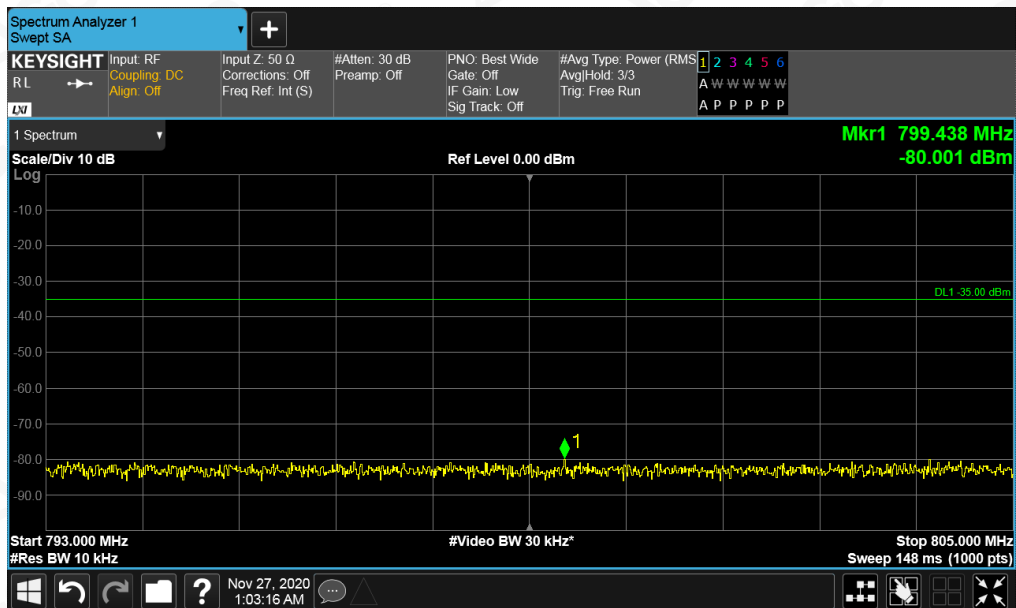 Spectrum Analyzer 1
Swept SA
+
KEYSIGHT
RL
LXI
Input: RF
Coupling: DC
Align: Off
Input Z: 50 Ω
Corrections: Off
Freq Ref: Int (S)
#Atten: 30 dB
Preamp: Off
PNO: Best Wide
Gate: Off
IF Gain: Low
Sig Track: Off
#Avg Type: Power (RMS
Avg|Hold: 3/3
Trig: Free Run
1 2 3 4 5 6
A W W W W W
A P P P P P
1 Spectrum
Mkr1 799.438 MHz
Scale/Div 10 dB
Ref Level 0.00 dBm
-80.001 dBm
Log
-10.0
-20.0
-30.0
DL1 -35.00 dBm
-40.0
-50.0
-60.0
-70.0
1
-80.0
-90.0
Start 793.000 MHz
#Video BW 30 kHz*
Stop 805.000 MHz
#Res BW 10 kHz
Sweep 148 ms (1000 pts)
?
Nov 27, 2020
1:03:16 AM